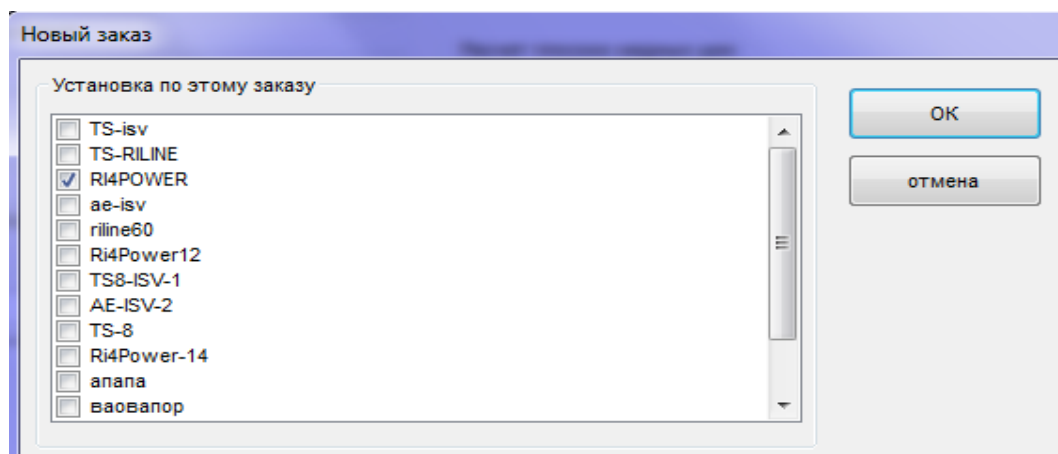 Новый заказ
Установка по этому заказу
TS-isv
TS-RILINE
RI4POWER
ae-isv
riline60
Ri4Power12
TS8-ISV-1
AE-ISV-2
TS-8
Ri4Power-14
апапа
ваовапор
ОК
отмена